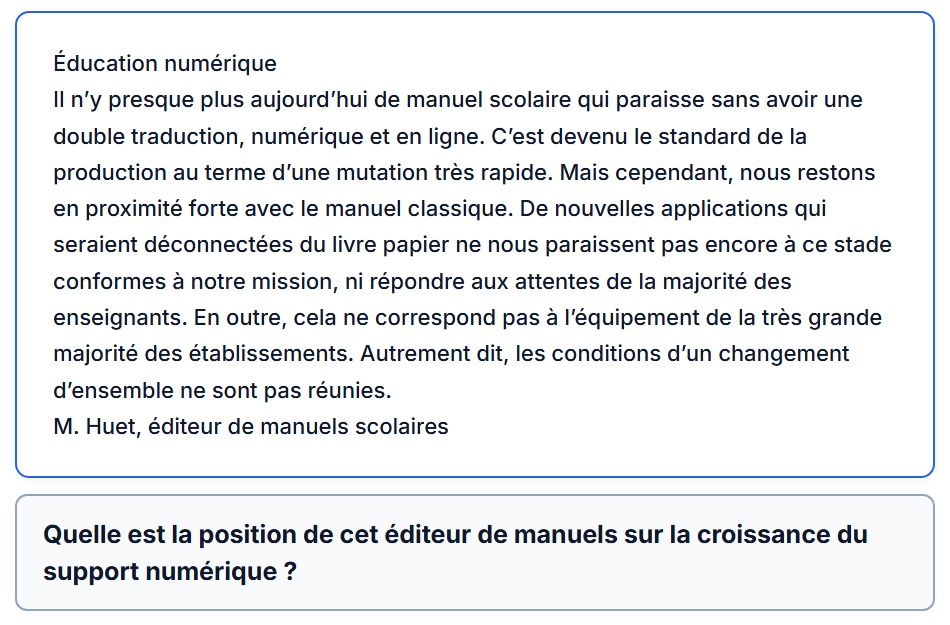 Éducation numérique
Il n’y presque plus aujourd’hui de manuel scolaire qui paraisse sans avoir une
double traduction, numérique et en ligne. C’est devenu le standard de la
production au terme d’une mutation très rapide. Mais cependant, nous restons
en proximité forte avec le manuel classique. De nouvelles applications qui
seraient déconnectées du livre papier ne nous paraissent pas encore à ce stade
conformes à notre mission, ni répondre aux attentes de la majorité des
enseignants. En outre, cela ne correspond pas à l’équipement de la très grande
majorité des établissements. Autrement dit, les conditions d’un changement
d’ensemble ne sont pas réunies.
M. Huet, éditeur de manuels scolaires
Quelle est la position de cet éditeur de manuels sur la croissance du
support numérique ?